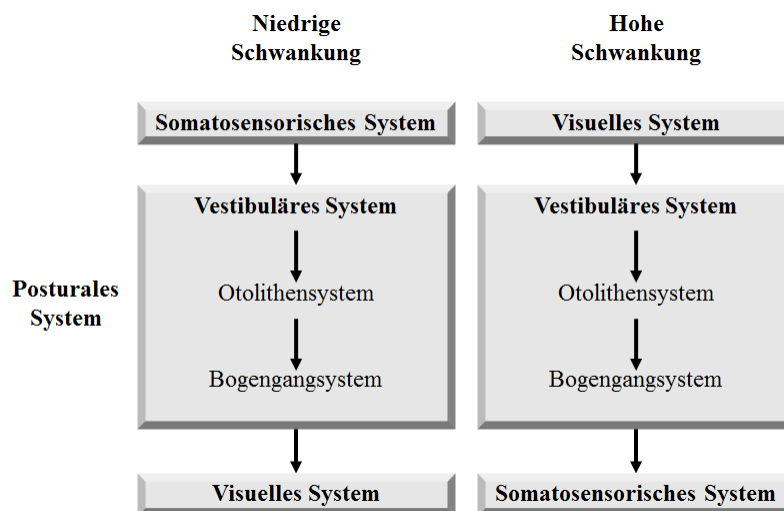 Niedrige
Schwankung
Hohe
Schwankung
Somatosensorisches System
Visuelles System
Vestibuläres System
Vestibuläres System
Posturales
System
Otolithensystem
Otolithensystem
Bogengangsystem
Bogengangsystem
Visuelles System
Somatosensorisches System